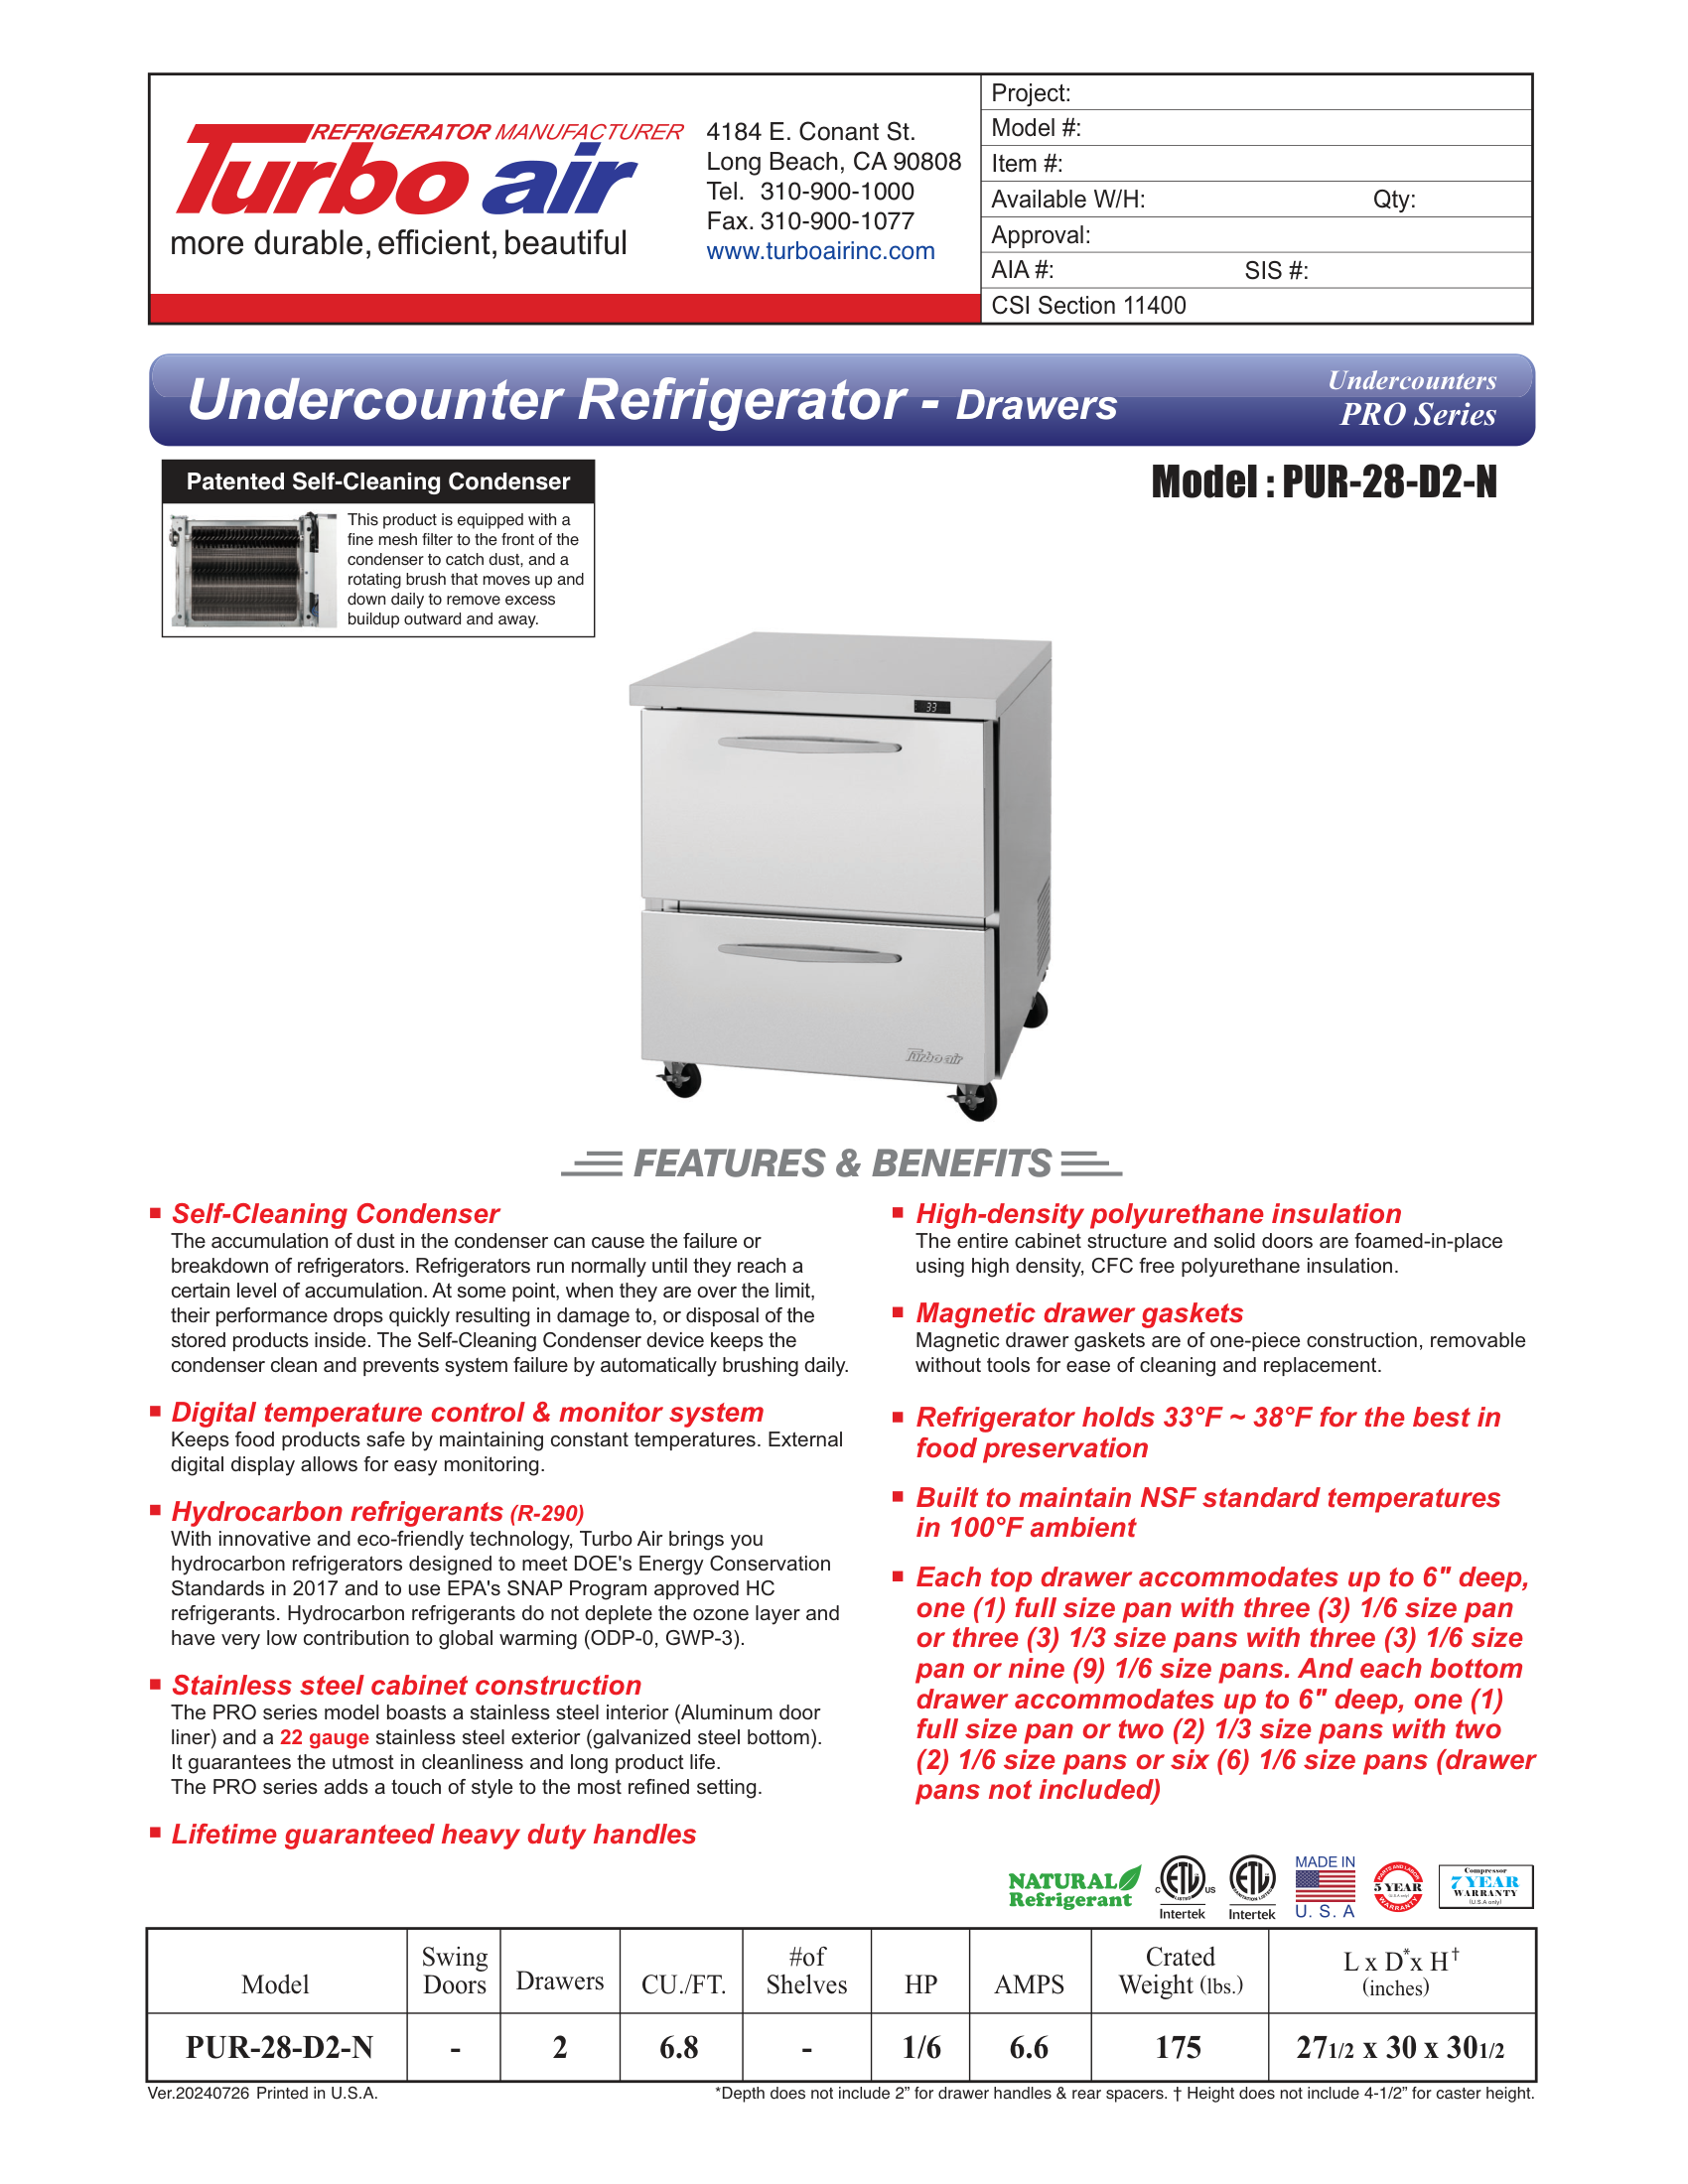 REFRIGERATOR MANUFACTURER
Turbo air
more durable, efficient, beautiful
4184 E. Conant St.
Long Beach, CA 90808
Tel. 310-900-1000
Fax. 310-900-1077
www.turboairinc.com
Project:
Model #:
Item #:
Available W/H: Qty:
Approval:
AIA #: SIS #:
CSI Section 11400
Undercounter Refrigerator - Drawers
Undercounters
PRO Series
Patented Self-Cleaning Condenser
This product is equipped with a
fine mesh filter to the front of the
condenser to catch dust, and a
rotating brush that moves up and
down daily to remove excess
buildup outward and away.
Model : PUR-28-D2-N
33
Turbo air
FEATURES & BENEFITS
Self-Cleaning Condenser
The accumulation of dust in the condenser can cause the failure or
breakdown of refrigerators. Refrigerators run normally until they reach a
certain level of accumulation. At some point, when they are over the limit,
their performance drops quickly resulting in damage to, or disposal of the
stored products inside. The Self-Cleaning Condenser device keeps the
condenser clean and prevents system failure by automatically brushing daily.
Digital temperature control & monitor system
Keeps food products safe by maintaining constant temperatures. External
digital display allows for easy monitoring.
Hydrocarbon refrigerants (R-290)
With innovative and eco-friendly technology, Turbo Air brings you
hydrocarbon refrigerators designed to meet DOE's Energy Conservation
Standards in 2017 and to use EPA's SNAP Program approved HC
refrigerants. Hydrocarbon refrigerants do not deplete the ozone layer and
have very low contribution to global warming (ODP-0, GWP-3).
Stainless steel cabinet construction
The PRO series model boasts a stainless steel interior (Aluminum door
liner) and a 22 gauge stainless steel exterior (galvanized steel bottom).
It guarantees the utmost in cleanliness and long product life.
The PRO series adds a touch of style to the most refined setting.
Lifetime guaranteed heavy duty handles
High-density polyurethane insulation
The entire cabinet structure and solid doors are foamed-in-place
using high density, CFC free polyurethane insulation.
Magnetic drawer gaskets
Magnetic drawer gaskets are of one-piece construction, removable
without tools for ease of cleaning and replacement.
Refrigerator holds 33°F ~ 38°F for the best in
food preservation
Built to maintain NSF standard temperatures
in 100°F ambient
Each top drawer accommodates up to 6" deep,
one (1) full size pan with three (3) 1/6 size pan
or three (3) 1/3 size pans with three (3) 1/6 size
pan or nine (9) 1/6 size pans. And each bottom
drawer accommodates up to 6" deep, one (1)
full size pan or two (2) 1/3 size pans with two
(2) 1/6 size pans or six (6) 1/6 size pans (drawer
pans not included)
NATURAL
Refrigerant
C ETL US
LISTED
Intertek
ETL
SANITATION LISTED
Intertek
MADE IN
U. S. A
PARTS AND LABOR
5 YEAR
(U.S.A only)
WARRANTY
Compressor
7 YEAR
WARRANTY
(U.S.A only)
Model Swing Doors Drawers CU./FT. #of Shelves HP AMPS Crated Weight (lbs.) L x D* x H† (inches)
PUR-28-D2-N - 2 6.8 - 1/6 6.6 175 27 1/2 x 30 x 30 1/2
Ver.20240726 Printed in U.S.A.
*Depth does not include 2” for drawer handles & rear spacers. † Height does not include 4-1/2” for caster height.